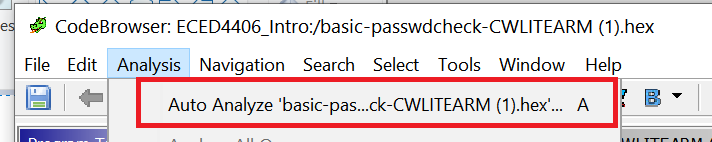 CodeBrowser: ECED4406_Intro:/basic-passwdcheck-CWLITEARM (1).hex
File Edit Analysis Navigation Search Select Tools Window Help
Auto Analyze 'basic-pas...ck-CWLITEARM (1).hex'... A